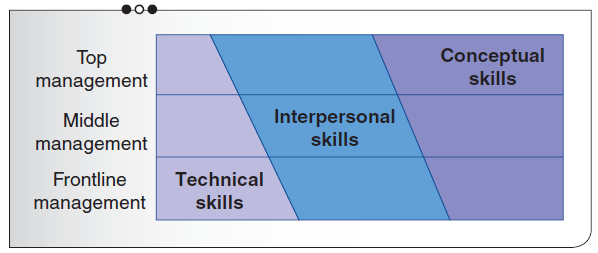 Top
management
Conceptual
skills
Middle
management
Interpersonal
skills
Frontline
management
Technical
skills